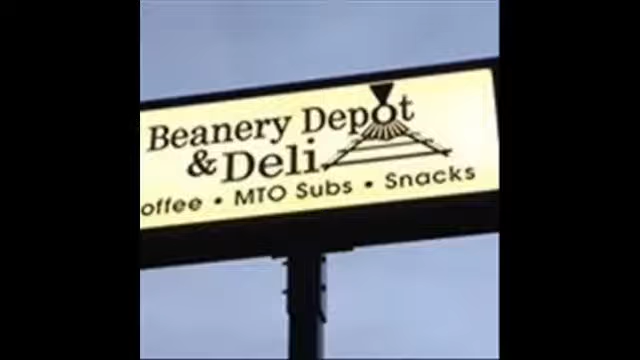 Beanery Depot
& Deli
offee • MTO Subs • Snacks